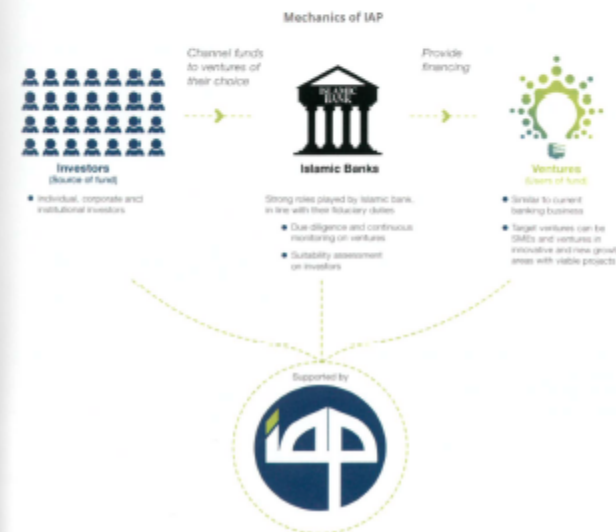 Mechanics of IAP
Channel funds
to ventures of
their choice
Provide
financing
ISLAMIC
BANK
Investors
(Source of fund)
Individual, corporate and
institutional investors
Islamic Banks
Strong roles played by Islamic bank,
in line with their fiduciary duties
Due diligence and continuous
monitoring on ventures
Suitability assessment
on investors
Ventures
(Users of fund)
Similar to current
banking business
Target ventures can be
SMEs and ventures in
innovative and new growth
areas with viable projects
Supported by
iap